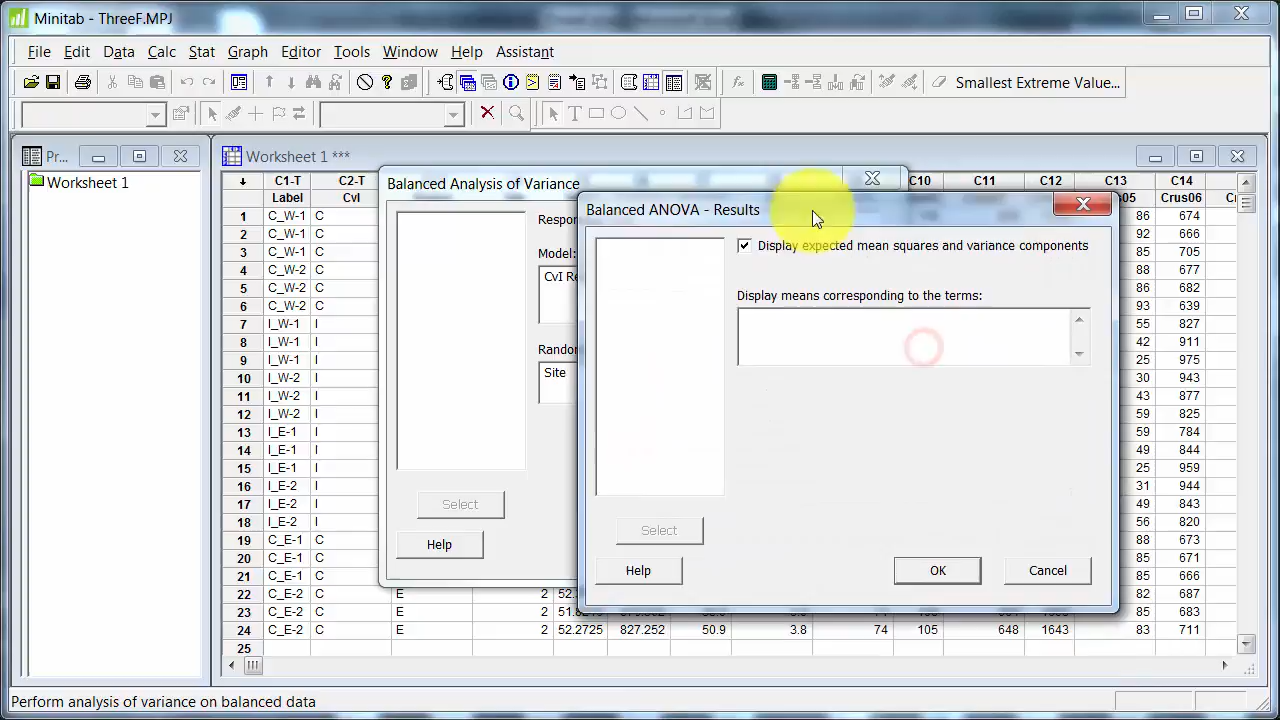 Minitab - ThreeF.MPJ
File Edit Data Calc Stat Graph Editor Tools Window Help Assistant
Smallest Extreme Value...
Pr...
Worksheet 1 ***
Worksheet 1
Balanced Analysis of Variance
Model:
CvI Re
Random
Site
Select
Help
Balanced ANOVA - Results
Display expected mean squares and variance components
Display means corresponding to the terms:
Select
Help OK Cancel
C1-T C2-T C10 C11 C12 C13 C14
Label CvI Crus06
1 C_W-1 C 86 674
2 C_W-1 C 92 666
3 C_W-1 C 85 705
4 C_W-2 C 88 677
5 C_W-2 C 88 682
6 C_W-2 C 93 639
7 I_W-1 I 55 827
8 I_W-1 I 42 911
9 I_W-1 I 25 975
10 I_W-2 I 30 943
11 I_W-2 I 43 877
12 I_W-2 I 59 825
13 I_E-1 I 59 784
14 I_E-1 I 50 844
15 I_E-1 I 25 959
16 I_E-2 I 31 944
17 I_E-2 I 49 843
18 I_E-2 I 56 820
19 C_E-1 C 88 673
20 C_E-1 C 85 671
21 C_E-1 C 86 666
22 C_E-2 C E 2 82 687
23 C_E-2 C E 2 85 683
24 C_E-2 C E 2 52.2725 827.252 50.9 3.8 74 105 648 1643 83 711
25
Perform analysis of variance on balanced data